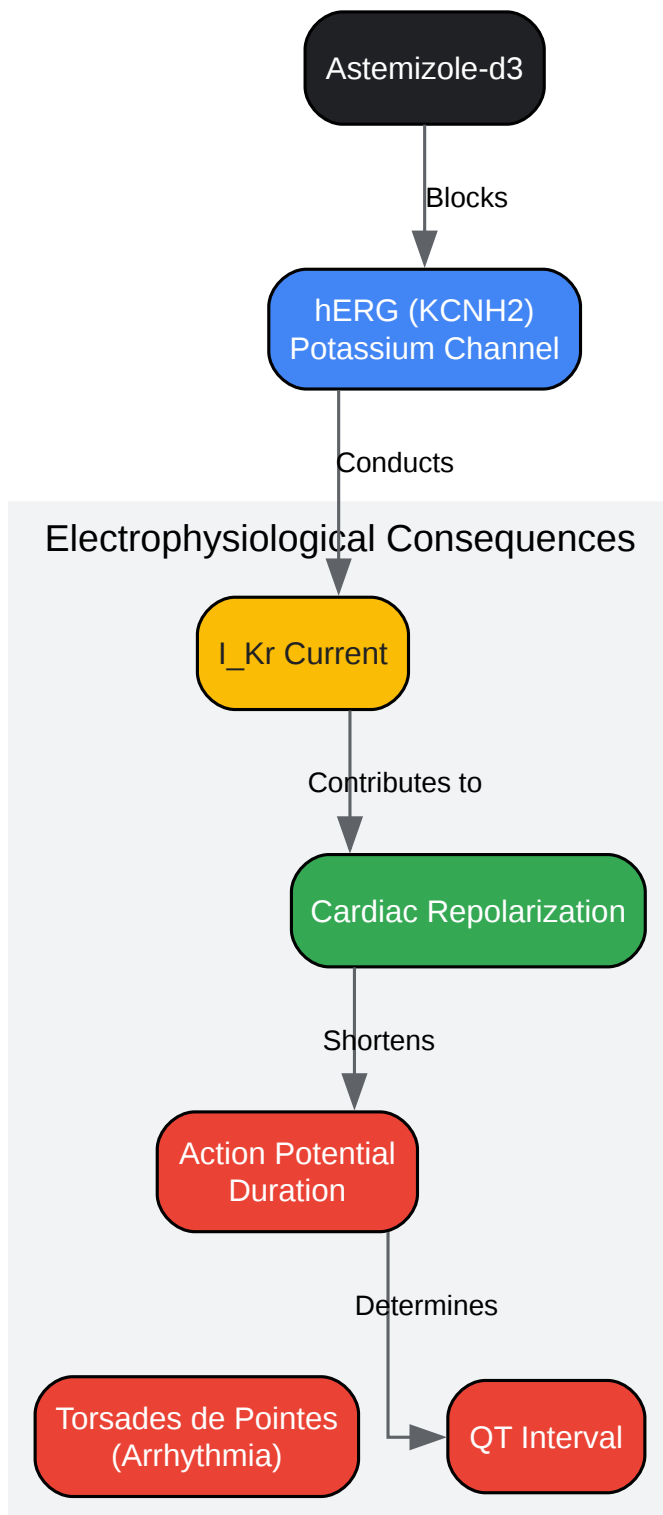 Astemizole-d3
Blocks
hERG (KCNH2)
Potassium Channel
Conducts
Electrophysiological Consequences
I_Kr Current
Contributes to
Cardiac Repolarization
Shortens
Action Potential
Duration
Determines
Torsades de Pointes
(Arrhythmia)
QT Interval